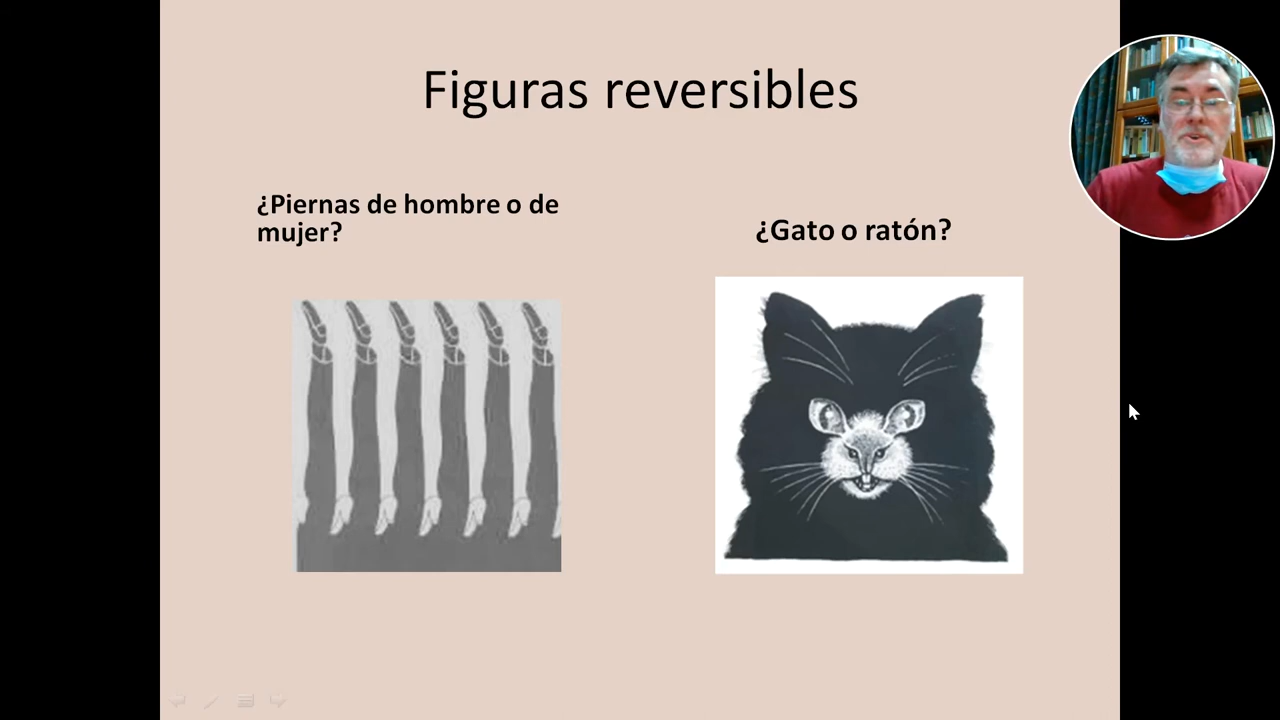 Figuras reversibles
¿Piernas de hombre o de
mujer?
¿Gato o ratón?